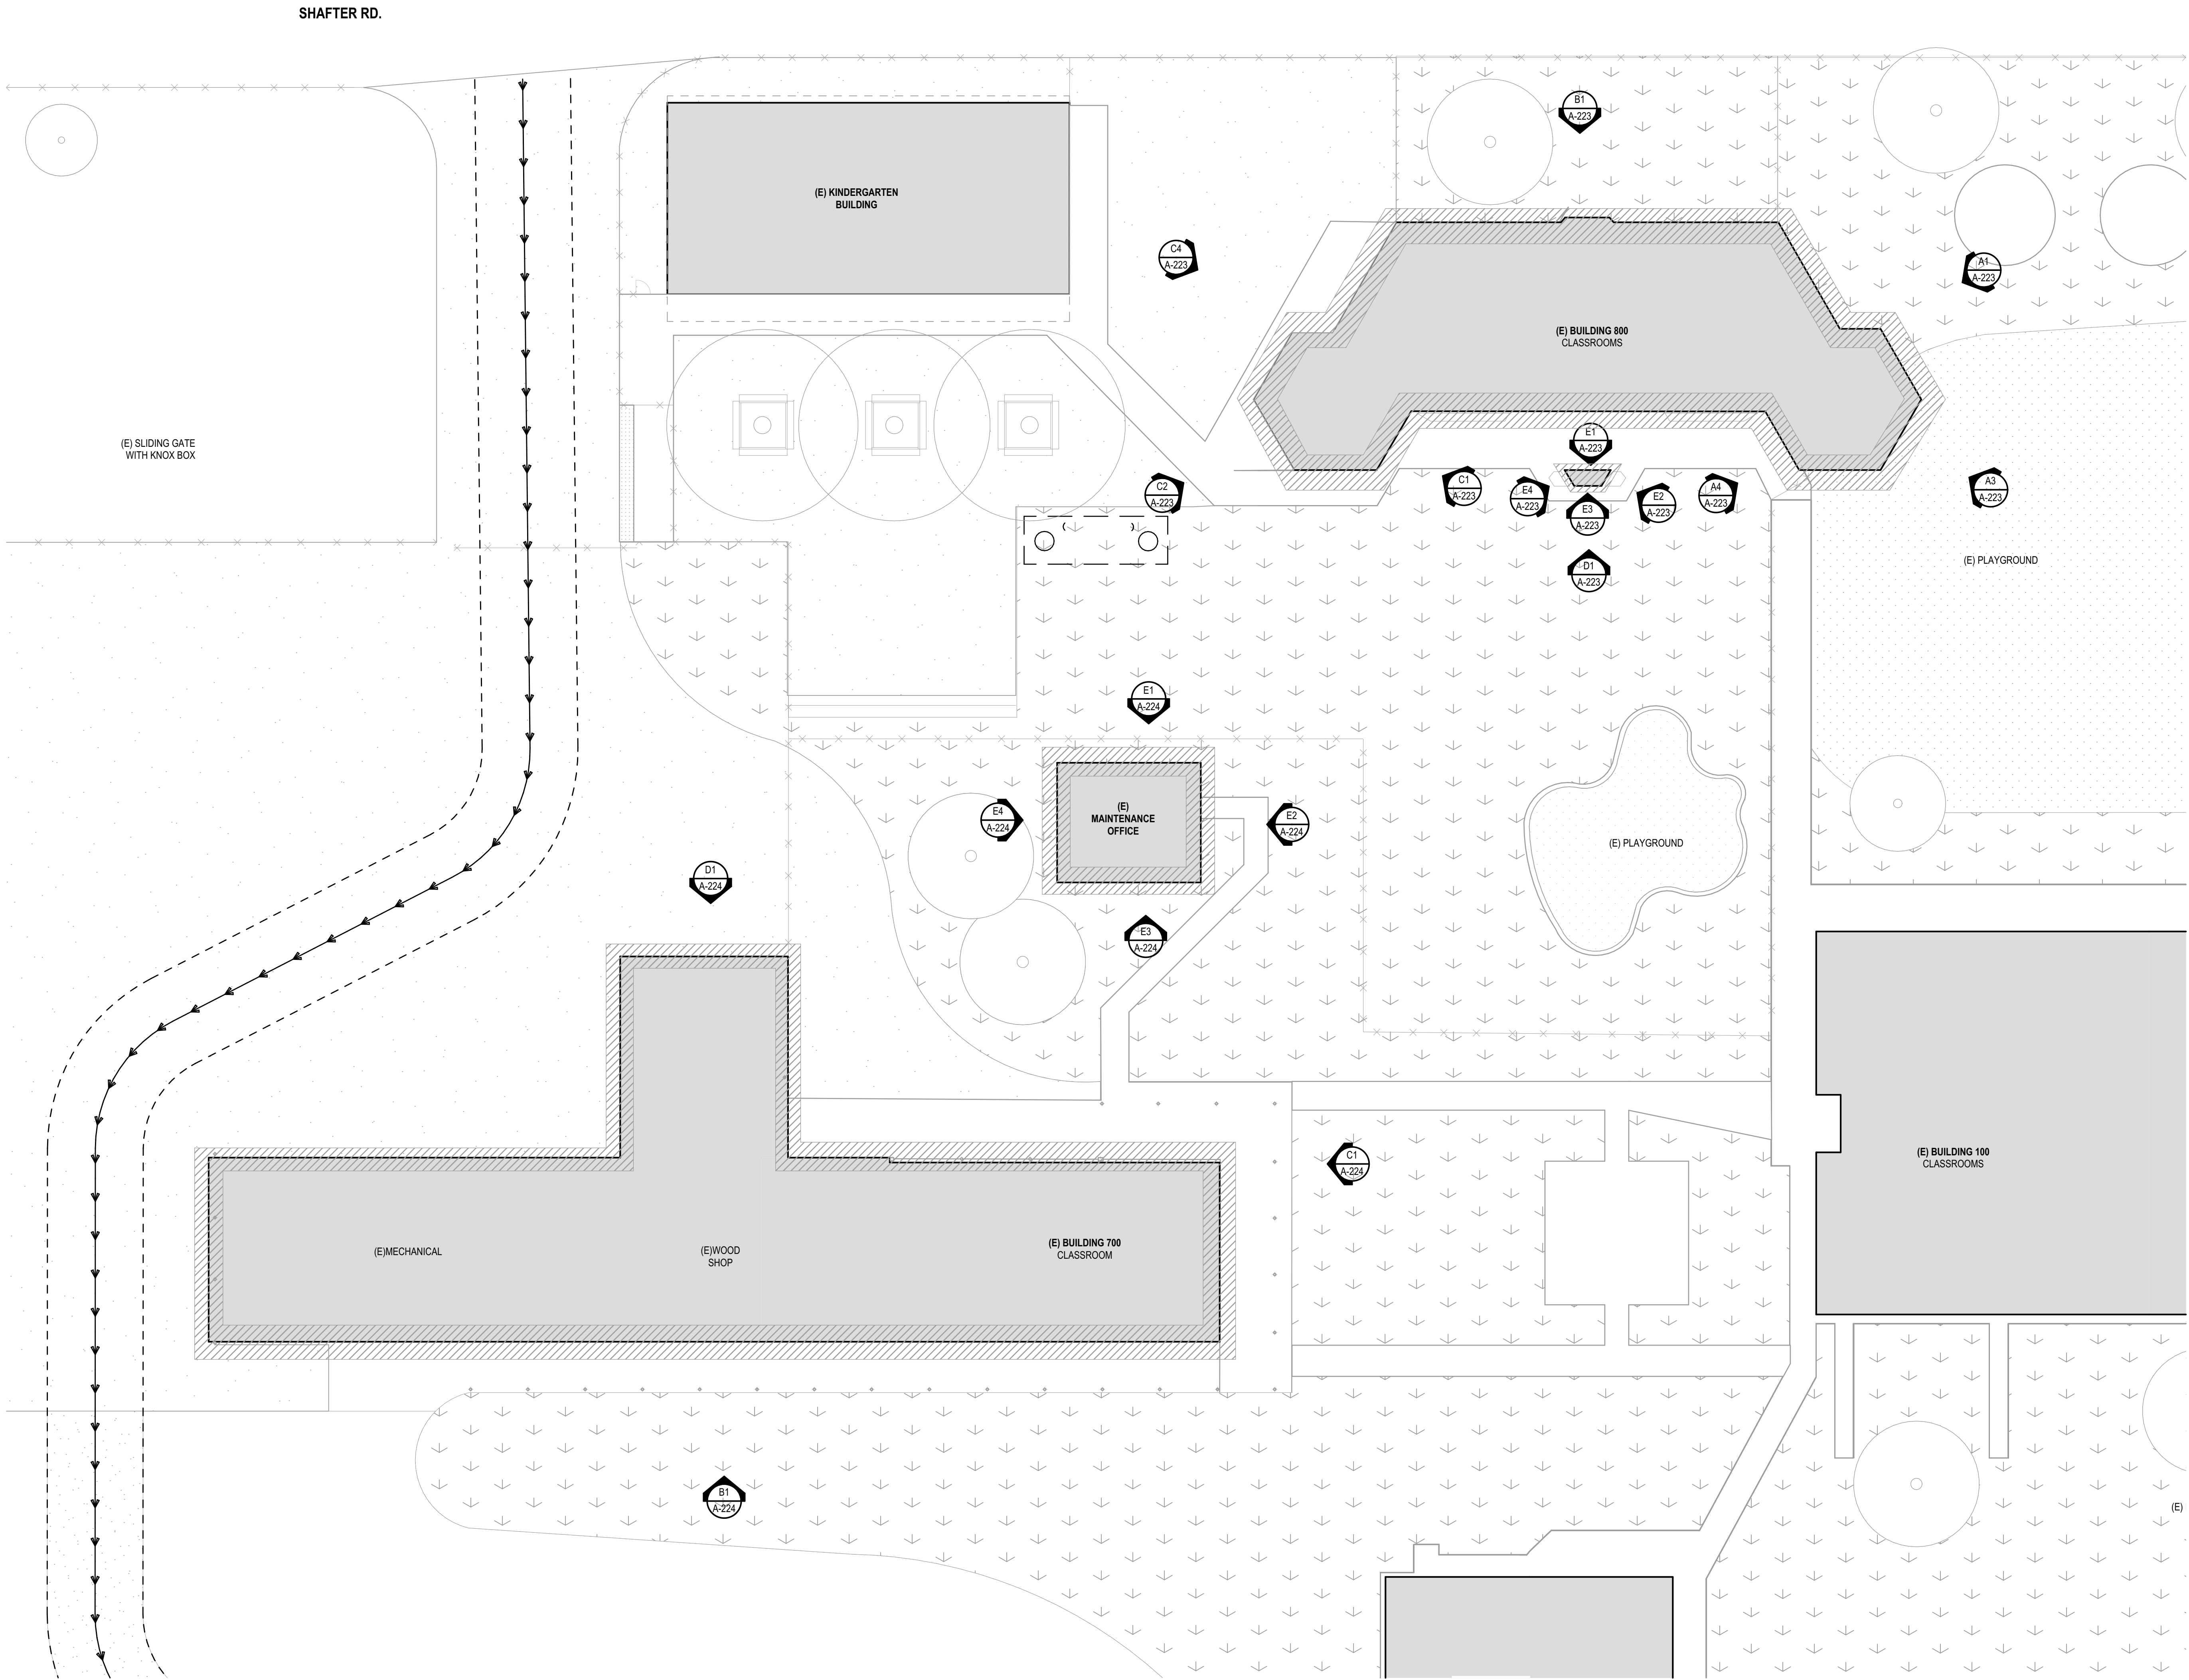 SHAFTER RD.
B1
A-223
(E) KINDERGARTEN
BUILDING
C4
A-223
A1
A-223
(E) BUILDING 800
CLASSROOMS
(E) SLIDING GATE
WITH KNOX BOX
E1
A-223
C2
A-223
C1
A-223
E4
A-223
E3
A-223
E2
A-223
A4
A-223
A3
A-223
D1
A-223
(E) PLAYGROUND
E1
A-224
(E)
MAINTENANCE
OFFICE
E4
A-224
E2
A-224
(E) PLAYGROUND
D1
A-224
E3
A-224
C1
A-224
(E) BUILDING 100
CLASSROOMS
(E)MECHANICAL
(E)WOOD
SHOP
(E) BUILDING 700
CLASSROOM
B1
A-224
(E)